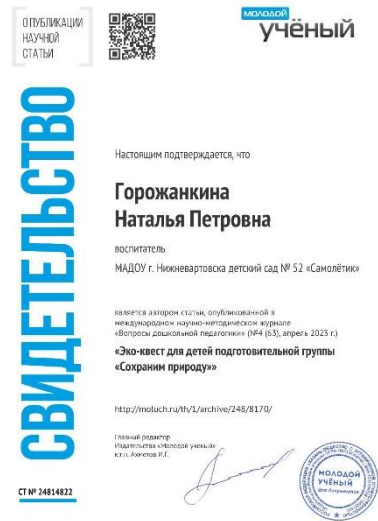 О ПУБЛИКАЦИИ
НАУЧНОЙ
СТАТЬИ
МОЛОДОЙ
учёный
СВИДЕТЕЛЬСТВО
Настоящим подтверждается, что
Горожанкина
Наталья Петровна
воспитатель
МАДОУ г. Нижневартовска детский сад № 52 «Самолётик»
является автором статьи, опубликованной в
международном научно-методическом журнале
«Вопросы дошкольной педагогики» (№4 (63), апрель 2023 г.)
«Эко-квест для детей подготовительной группы
«Сохраним природу»»
http://moluch.ru/th/1/archive/248/8170/
Главный редактор
Издательства «Молодой ученый»
к.т.н. Ахметов И.Г.
МОЛОДОЙ
УЧЁНЫЙ
СТ № 24814822